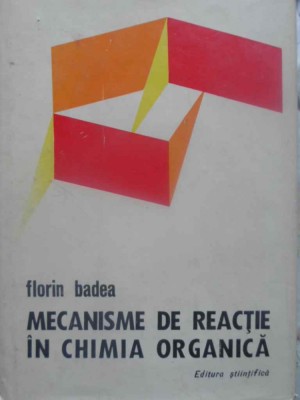 florin badea
MECANISME DE REACȚIE
ÎN CHIMIA ORGANICĂ
Editura științifică